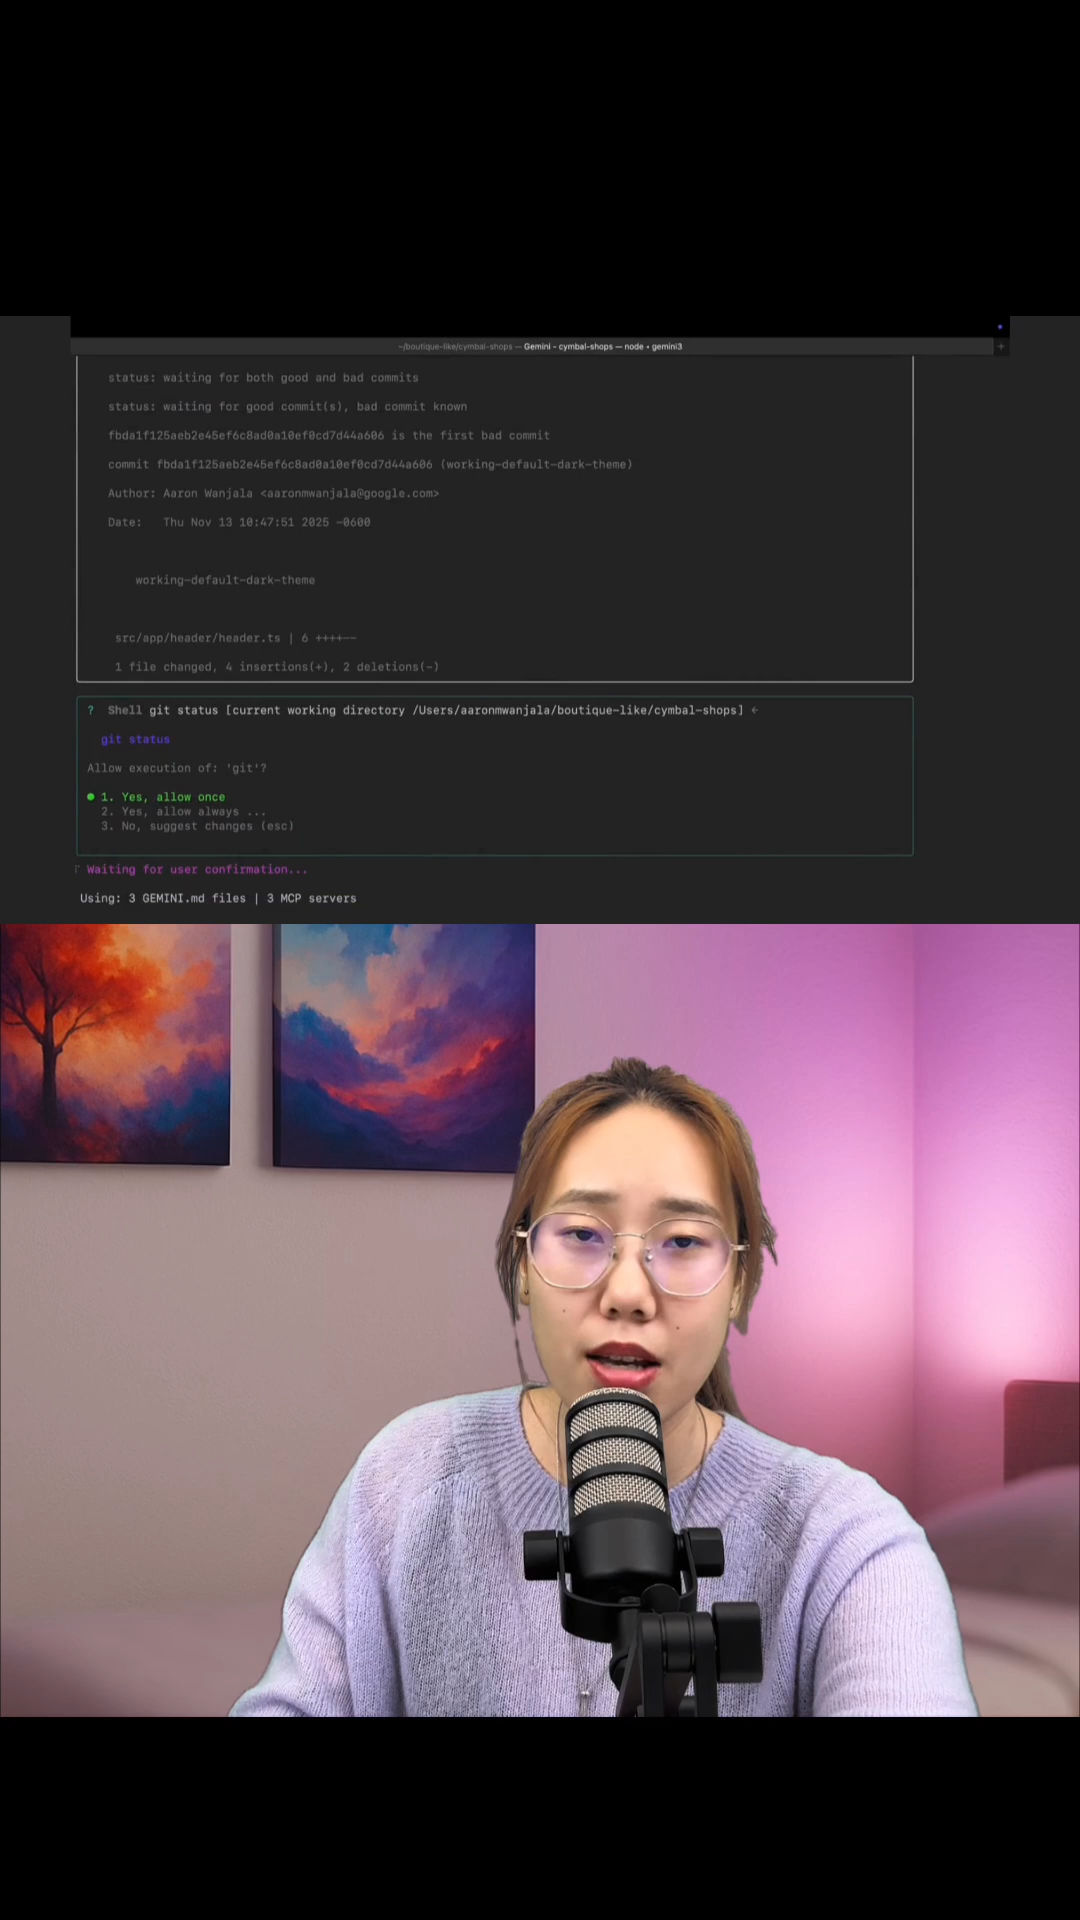 ~/boutique-like/cymbal-shops — Gemini - cymbal-shops — node • gemini3
+
status: waiting for both good and bad commits
status: waiting for good commit(s), bad commit known
fbda1f125aeb2e45ef6c8ad0a10ef0cd7d44a606 is the first bad commit
commit fbda1f125aeb2e45ef6c8ad0a10ef0cd7d44a606 (working-default-dark-theme)
Author: Aaron Wanjala <aaronmwanjala@google.com>
Date:   Thu Nov 13 10:47:51 2025 -0600
working-default-dark-theme
src/app/header/header.ts | 6 ++++--
1 file changed, 4 insertions(+), 2 deletions(-)
?  Shell git status [current working directory /Users/aaronmwanjala/boutique-like/cymbal-shops] ←
git status
Allow execution of: 'git'?
● 1. Yes, allow once
2. Yes, allow always ...
3. No, suggest changes (esc)
Waiting for user confirmation...
Using: 3 GEMINI.md files | 3 MCP servers